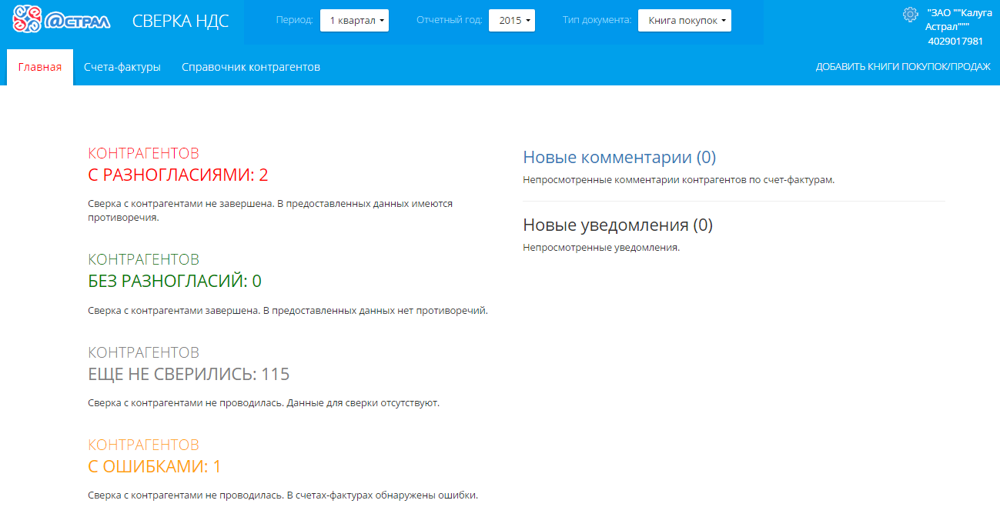 @СТРАЛ
СВЕРКА НДС
Период: 1 квартал
Отчетный год: 2015
Тип документа: Книга покупок
"ЗАО ""Калуга
Астрал"""
4029017981
Главная
Счета-фактуры
Справочник контрагентов
ДОБАВИТЬ КНИГИ ПОКУПОК/ПРОДАЖ
КОНТРАГЕНТОВ
С РАЗНОГЛАСИЯМИ: 2
Сверка с контрагентами не завершена. В предоставленных данных имеются
противоречия.
КОНТРАГЕНТОВ
БЕЗ РАЗНОГЛАСИЙ: 0
Сверка с контрагентами завершена. В предоставленных данных нет противоречий.
КОНТРАГЕНТОВ
ЕЩЕ НЕ СВЕРИЛИСЬ: 115
Сверка с контрагентами не проводилась. Данные для сверки отсутствуют.
КОНТРАГЕНТОВ
С ОШИБКАМИ: 1
Сверка с контрагентами не проводилась. В счетах-фактурах обнаружены ошибки.
Новые комментарии (0)
Непросмотренные комментарии контрагентов по счет-фактурам.
Новые уведомления (0)
Непросмотренные уведомления.